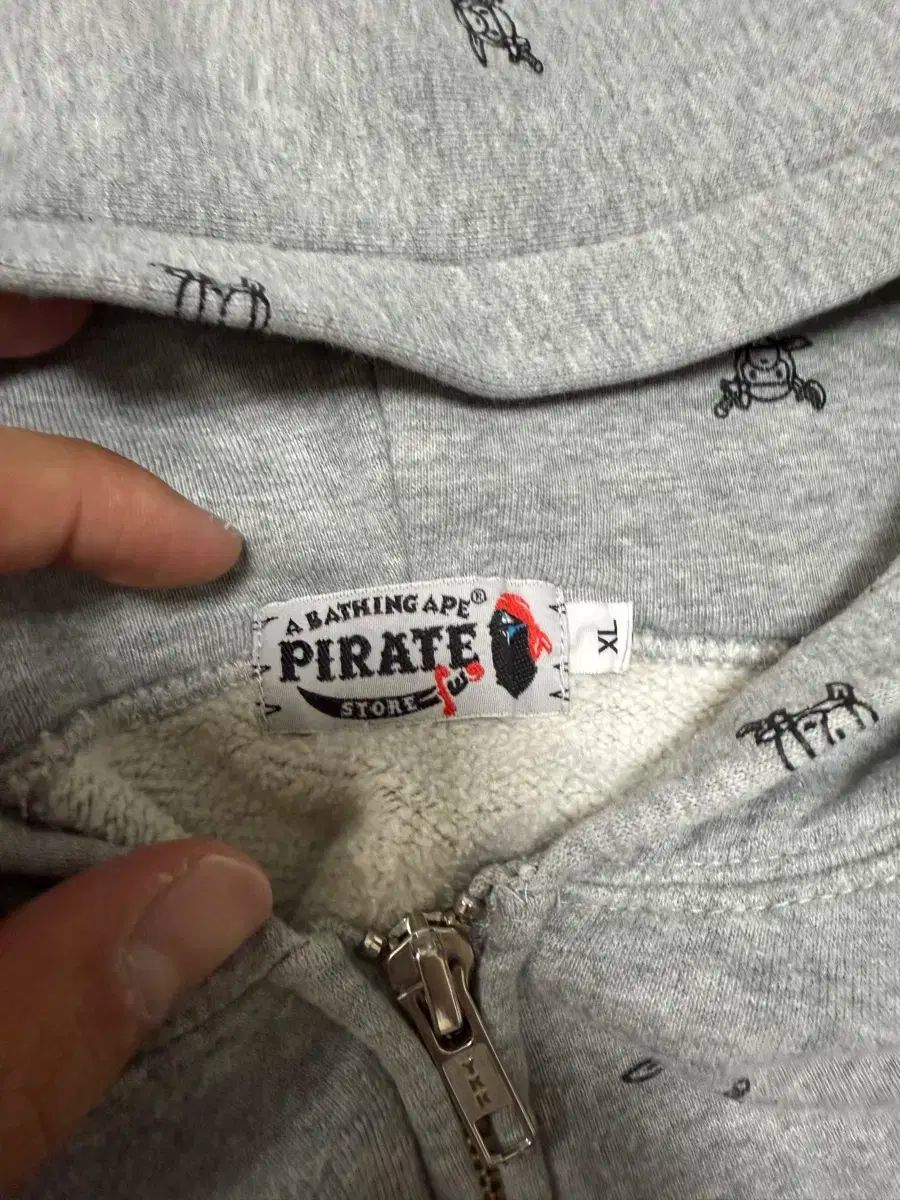 A BATHING APE®
PIRATE
STORE
XL
YKK